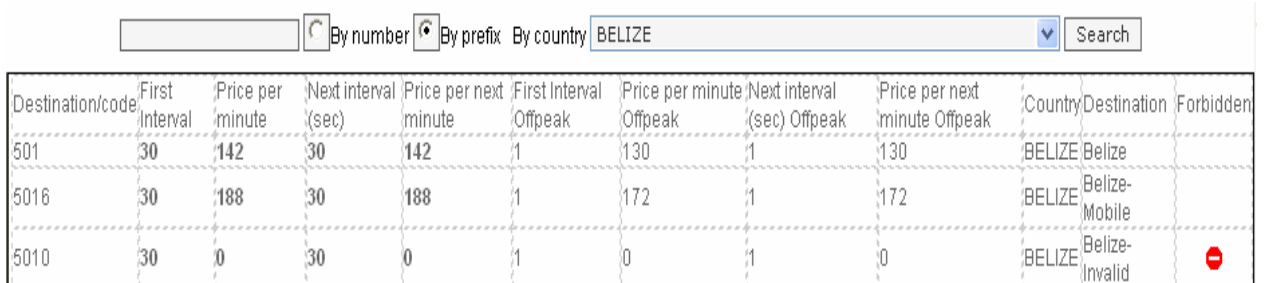 By number By prefix By country BELIZE Search
Destination/code First Interval Price per minute Next interval (sec) Price per next minute First Interval Offpeak Price per minute Offpeak Next interval (sec) Offpeak Price per next minute Offpeak Country Destination Forbidden
501 30 142 30 142 1 130 1 130 BELIZE Belize
5016 30 188 30 188 1 172 1 172 BELIZE Belize-Mobile
5010 30 0 30 0 1 0 1 0 BELIZE Belize-Invalid